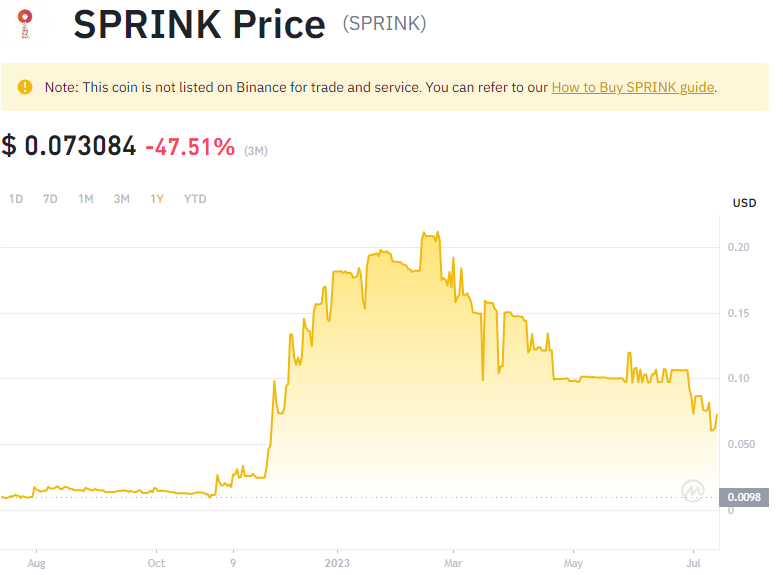 SPRINK Price (SPRINK)
Note: This coin is not listed on Binance for trade and service. You can refer to our How to Buy SPRINK guide.
$ 0.073084 -47.51% (3M)
1D 7D 1M 3M 1Y YTD
USD
0.20
0.15
0.10
0.050
0.0098
0
Aug Oct 9 2023 Mar May Jul